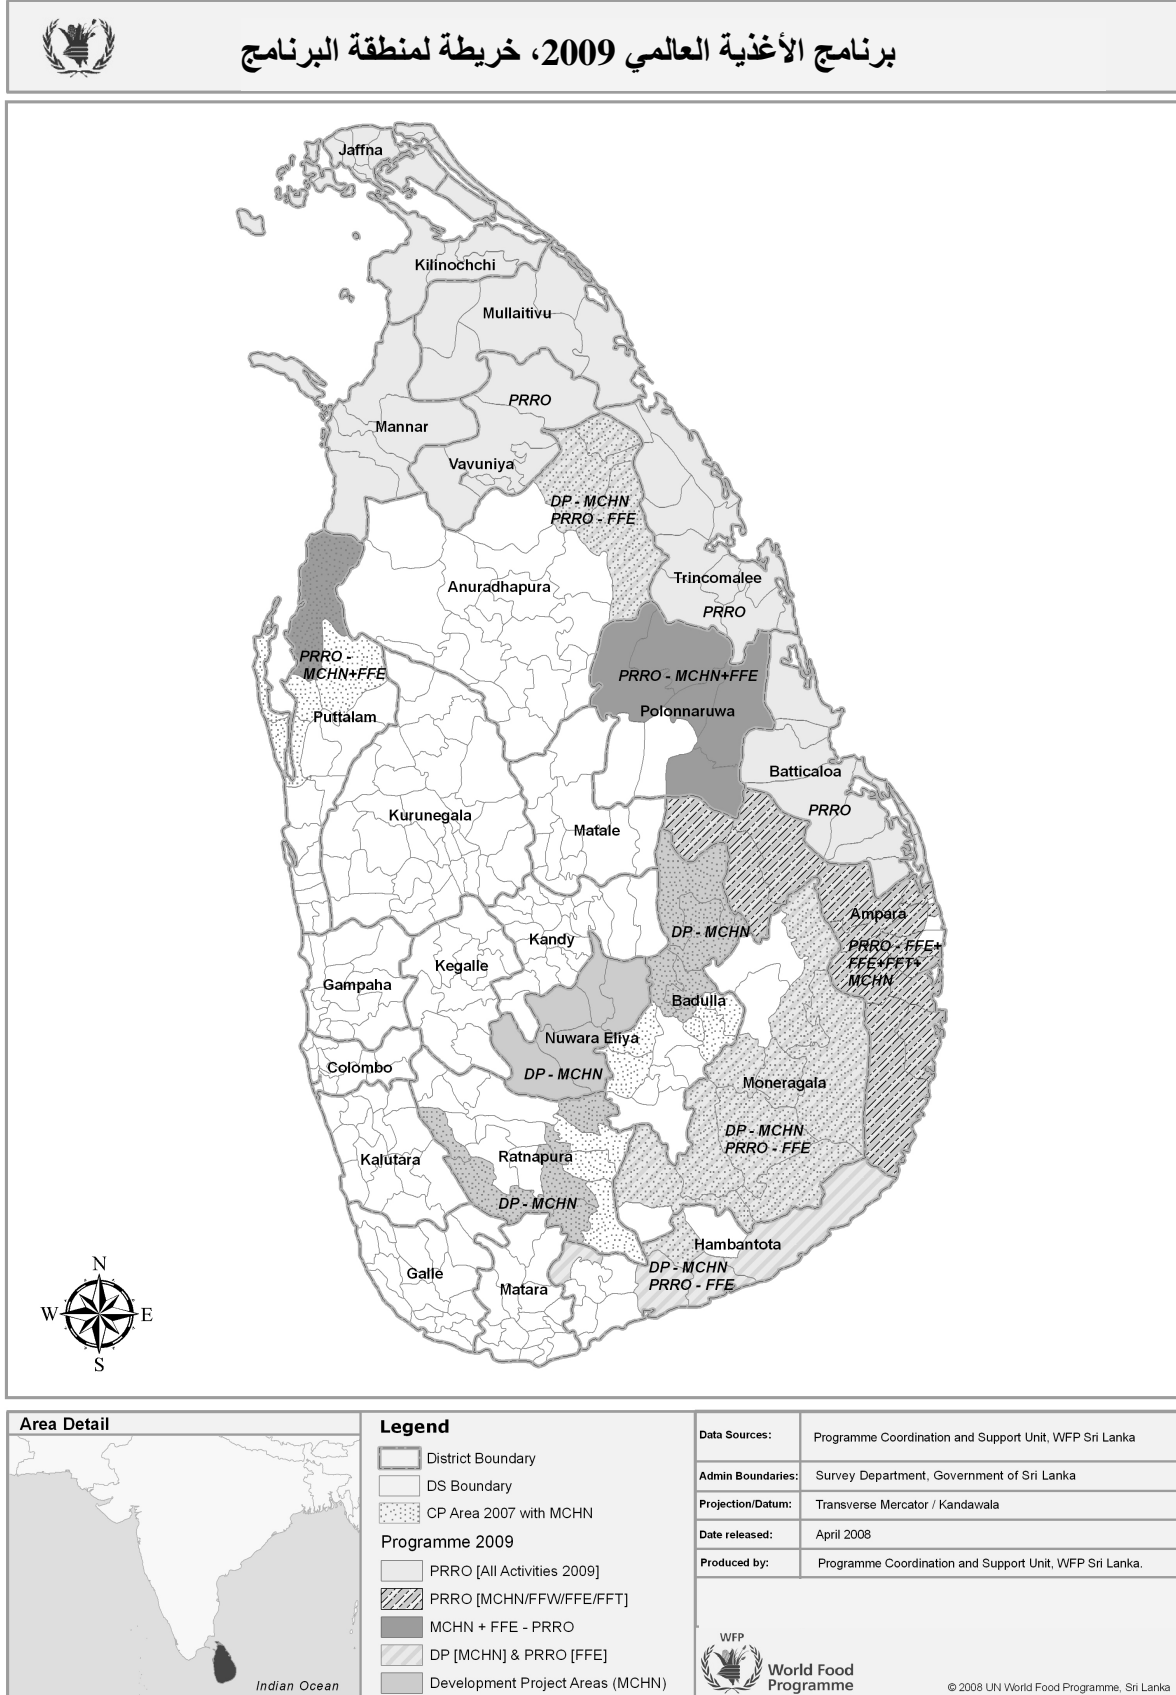 برنامج الأغذية العالمي 2009، خريطة لمنطقة البرنامج
Jaffna
Kilinochchi
Mullaitivu
PRRO
Mannar
Vavuniya
DP - MCHN
PRRO - FFE
Anuradhapura
Trincomalee
PRRO
PRRO -
MCHN+FFE
PRRO - MCHN+FFE
Puttalam
Polonnaruwa
Batticaloa
PRRO
Kurunegala
Matale
Ampara
DP - MCHN
Kandy
PRRO - FFE+
FFE+FFT+
MCHN
Kegalle
Gampaha
Badulla
Nuwara Eliya
Colombo
DP - MCHN
Moneragala
DP - MCHN
PRRO - FFE
Kalutara
Ratnapura
DP - MCHN
Hambantota
DP - MCHN
PRRO - FFE
Galle
Matara
N
W
E
S
Area Detail
Indian Ocean
Legend
District Boundary
DS Boundary
CP Area 2007 with MCHN
Programme 2009
PRRO [All Activities 2009]
PRRO [MCHN/FFW/FFE/FFT]
MCHN + FFE - PRRO
DP [MCHN] & PRRO [FFE]
Development Project Areas (MCHN)
Data Sources: Programme Coordination and Support Unit, WFP Sri Lanka
Admin Boundaries: Survey Department, Government of Sri Lanka
Projection/Datum: Transverse Mercator / Kandawala
Date released: April 2008
Produced by: Programme Coordination and Support Unit, WFP Sri Lanka.
WFP
World Food
Programme
© 2008 UN World Food Programme, Sri Lanka